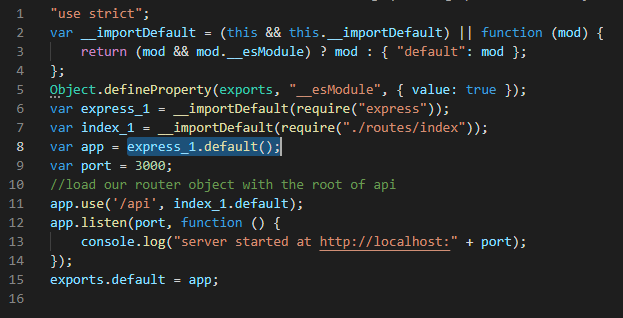 1 "use strict";
2 var __importDefault = (this && this.__importDefault) || function (mod) {
3     return (mod && mod.__esModule) ? mod : { "default": mod };
4 };
5 Object.defineProperty(exports, "__esModule", { value: true });
6 var express_1 = __importDefault(require("express"));
7 var index_1 = __importDefault(require("./routes/index"));
8 var app = express_1.default();
9 var port = 3000;
10 //load our router object with the root of api
11 app.use('/api', index_1.default);
12 app.listen(port, function () {
13     console.log("server started at http://localhost:" + port);
14 });
15 exports.default = app;
16